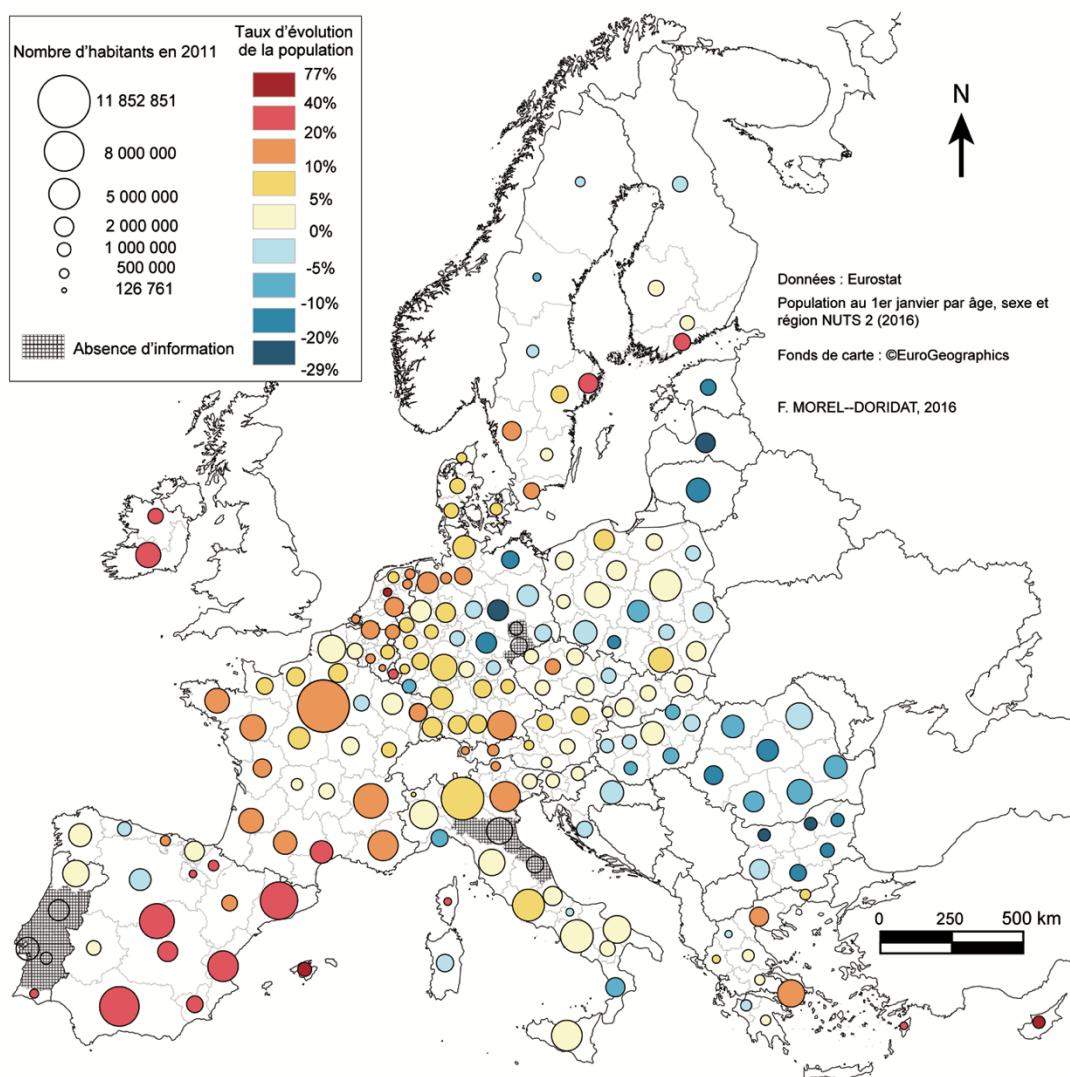 Nombre d'habitants en 2011
11 852 851
8 000 000
5 000 000
2 000 000
1 000 000
500 000
126 761
Absence d'information
Taux d'évolution
de la population
77%
40%
20%
10%
5%
0%
-5%
-10%
-20%
-29%
N
Données : Eurostat
Population au 1er janvier par âge, sexe et
région NUTS 2 (2016)
Fonds de carte : ©EuroGeographics
F. MOREL--DORIDAT, 2016
0 250 500 km